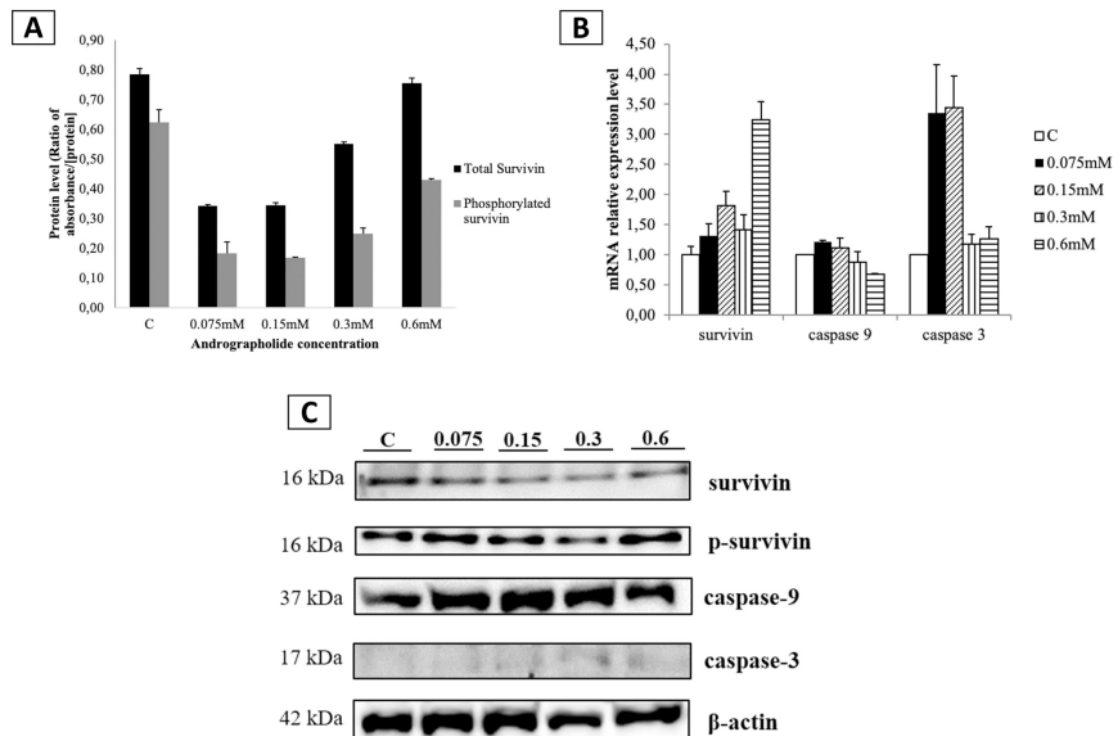 A
0,90
0,80
0,70
0,60
0,50
0,40
0,30
0,20
0,10
0,00
Protein level (Ratio of
absorbance/[protein]
C 0.075mM 0.15mM 0.3mM 0.6mM
Andrographolide concentration
Total Survivin
Phosphorylated
survivin
B
4,50
4,00
3,50
3,00
2,50
2,00
1,50
1,00
0,50
0,00
mRNA relative expression level
survivin caspase 9 caspase 3
C
0.075mM
0.15mM
0.3mM
0.6mM
C
C 0.075 0.15 0.3 0.6
16 kDa survivin
16 kDa p-survivin
37 kDa caspase-9
17 kDa caspase-3
42 kDa β-actin